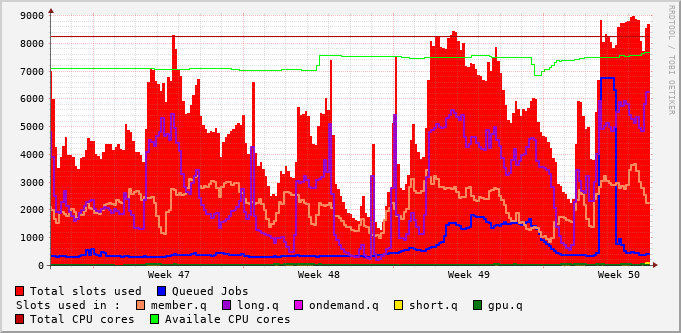 9000
8000
7000
6000
5000
4000
3000
2000
1000
0
Week 47 Week 48 Week 49 Week 50
RRDTOOL / TOBI OETIKER
Total slots used Queued Jobs
Slots used in : member.q long.q ondemand.q short.q gpu.q
Total CPU cores Availale CPU cores